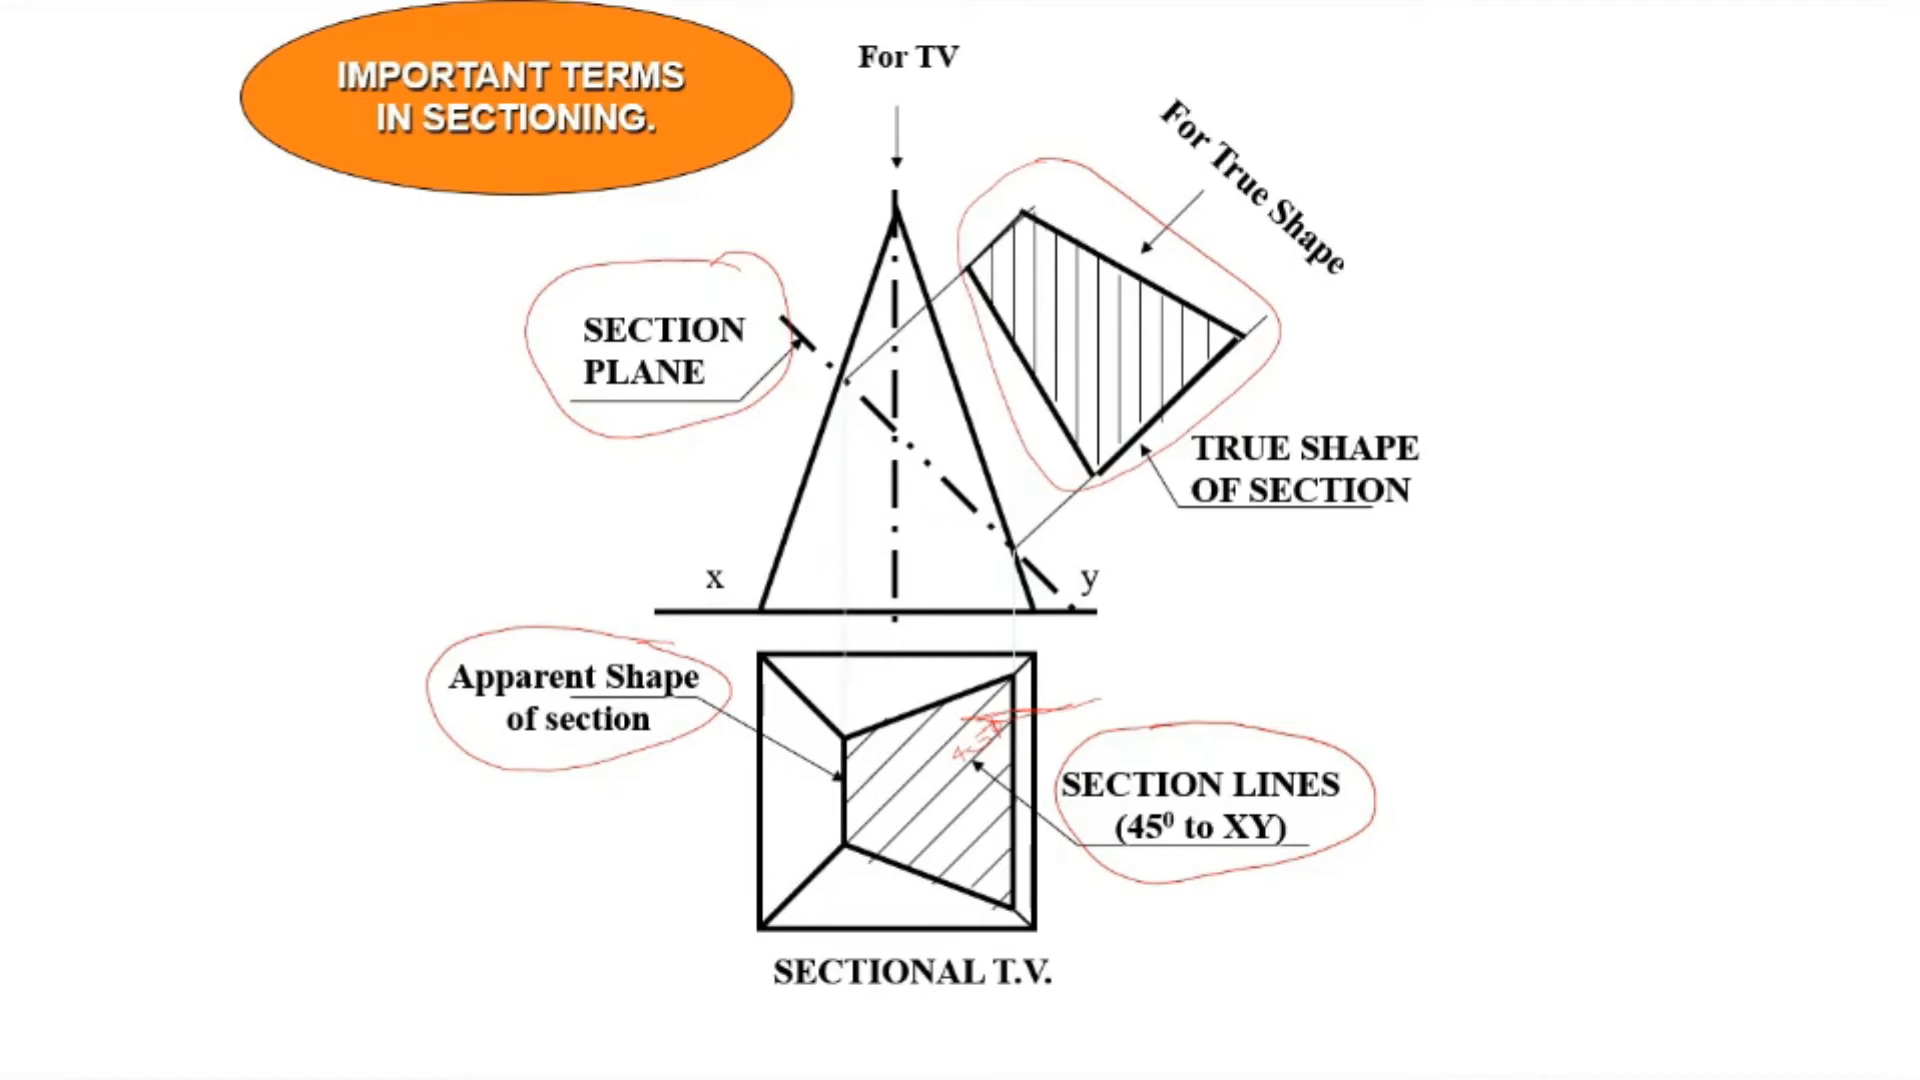 IMPORTANT TERMS
IN SECTIONING.
For TV
For True Shape
SECTION
PLANE
TRUE SHAPE
OF SECTION
x
y
Apparent Shape
of section
45°
SECTION LINES
(45⁰ to XY)
SECTIONAL T.V.